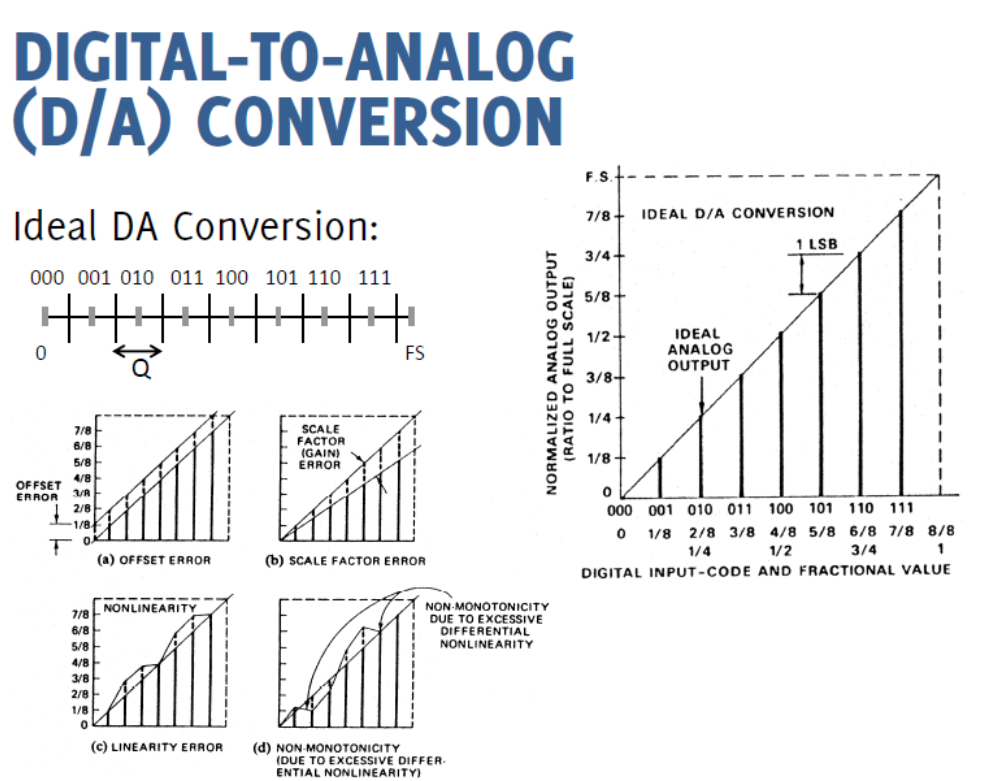 DIGITAL-TO-ANALOG
(D/A) CONVERSION
Ideal DA Conversion:
000 001 010 011 100 101 110 111
0 FS
Q
7/8
6/8
5/8
4/8
3/8
2/8
1/8
0
OFFSET
ERROR
(a) OFFSET ERROR
SCALE
FACTOR
(GAIN)
ERROR
(b) SCALE FACTOR ERROR
NONLINEARITY
7/8
6/8
5/8
4/8
3/8
2/8
1/8
0
(c) LINEARITY ERROR
NON-MONOTONICITY
DUE TO EXCESSIVE
DIFFERENTIAL
NONLINEARITY
(d) NON-MONOTONICITY
(DUE TO EXCESSIVE DIFFER-
ENTIAL NONLINEARITY)
NORMALIZED ANALOG OUTPUT
(RATIO TO FULL SCALE)
F.S.
7/8
3/4
5/8
1/2
3/8
1/4
1/8
0
IDEAL D/A CONVERSION
1 LSB
IDEAL
ANALOG
OUTPUT
000 001 010 011 100 101 110 111
0 1/8 2/8 3/8 4/8 5/8 6/8 7/8 8/8
1/4 1/2 3/4 1
DIGITAL INPUT-CODE AND FRACTIONAL VALUE